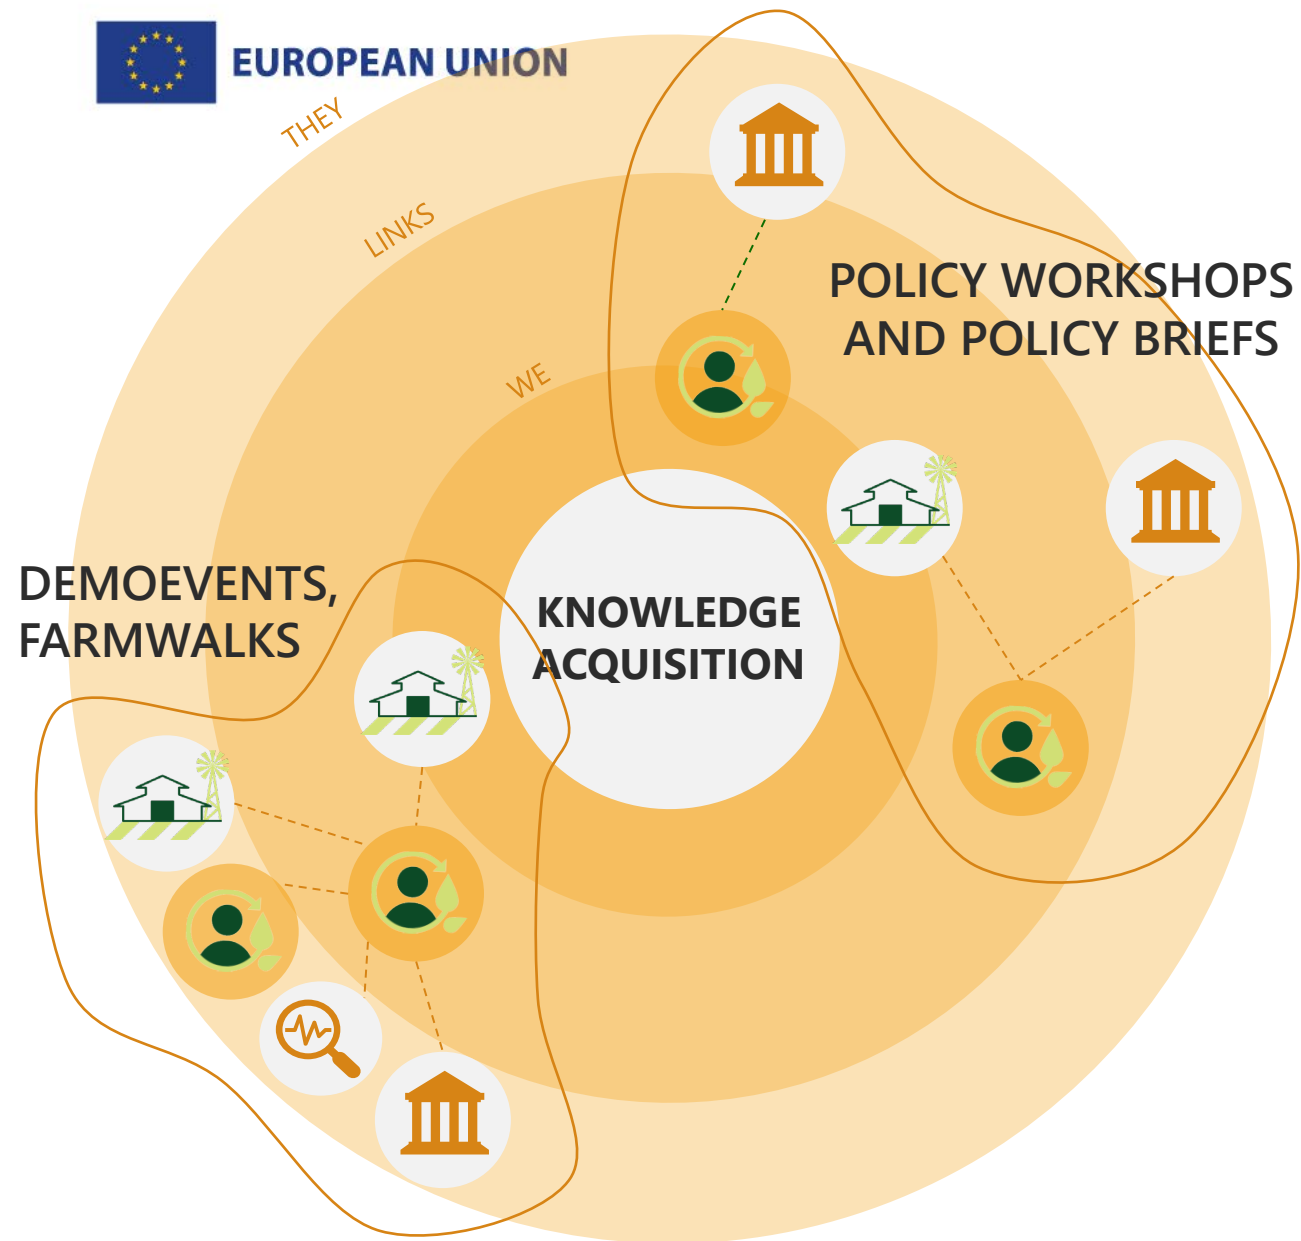 EUROPEAN UNION
THEY
LINKS
WE
POLICY WORKSHOPS
AND POLICY BRIEFS
DEMOEVENTS,
FARMWALKS
KNOWLEDGE
ACQUISITION